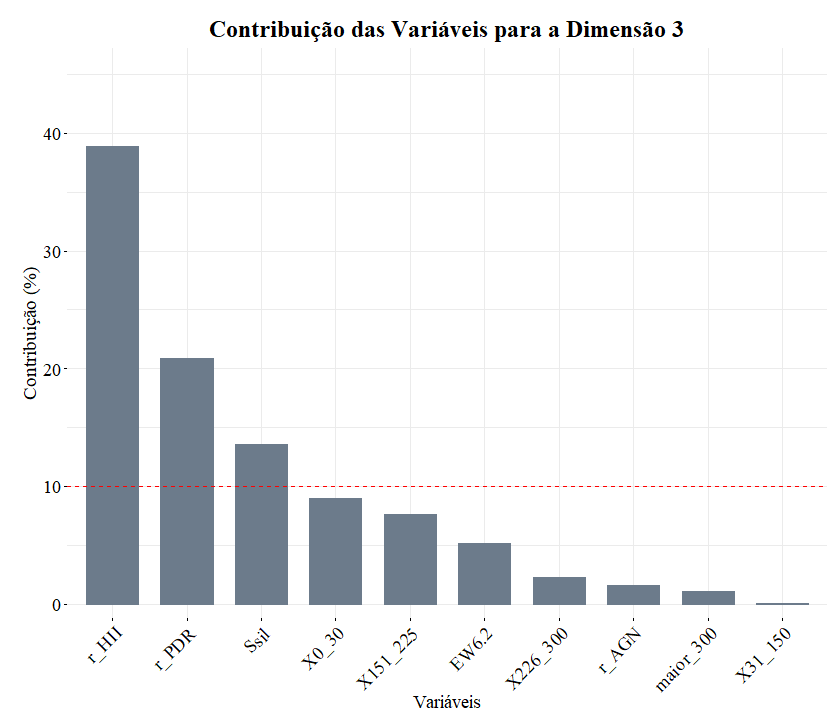 Contribuição das Variáveis para a Dimensão 3
Contribuição (%)
40
30
20
10
0
r_HII
r_PDR
Ssil
X0_30
X151_225
EW6.2
X226_300
r_AGN
maior_300
X31_150
Variáveis